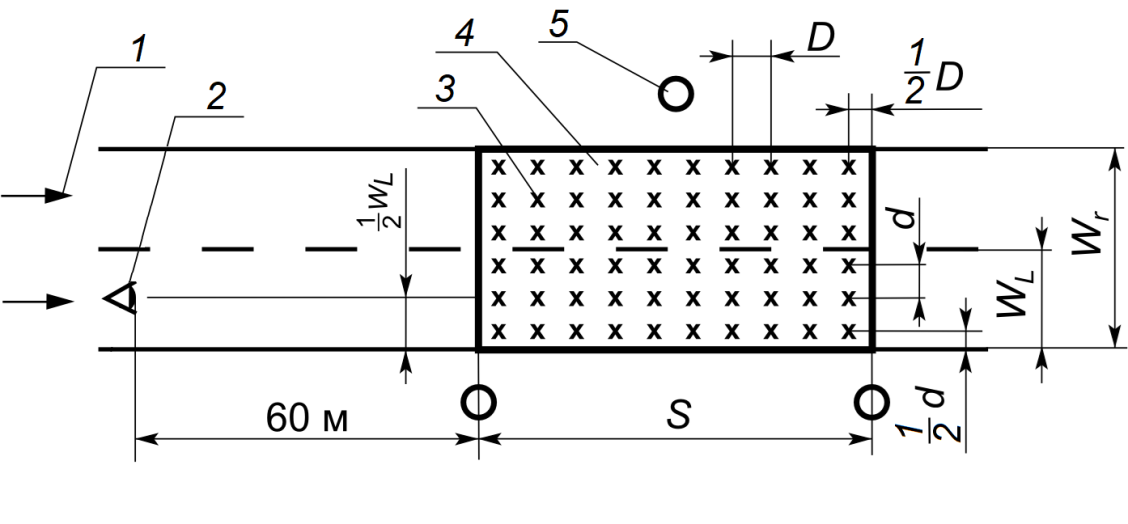 1
2
3
4
5
D
1/2 D
1/2 W_L
d
W_L
W_r
1/2 d
60 м
S
x x x x x x x x x x
x x x x x x x x x x
x x x x x x x x x x
x x x x x x x x x x
x x x x x x x x x x
x x x x x x x x x x